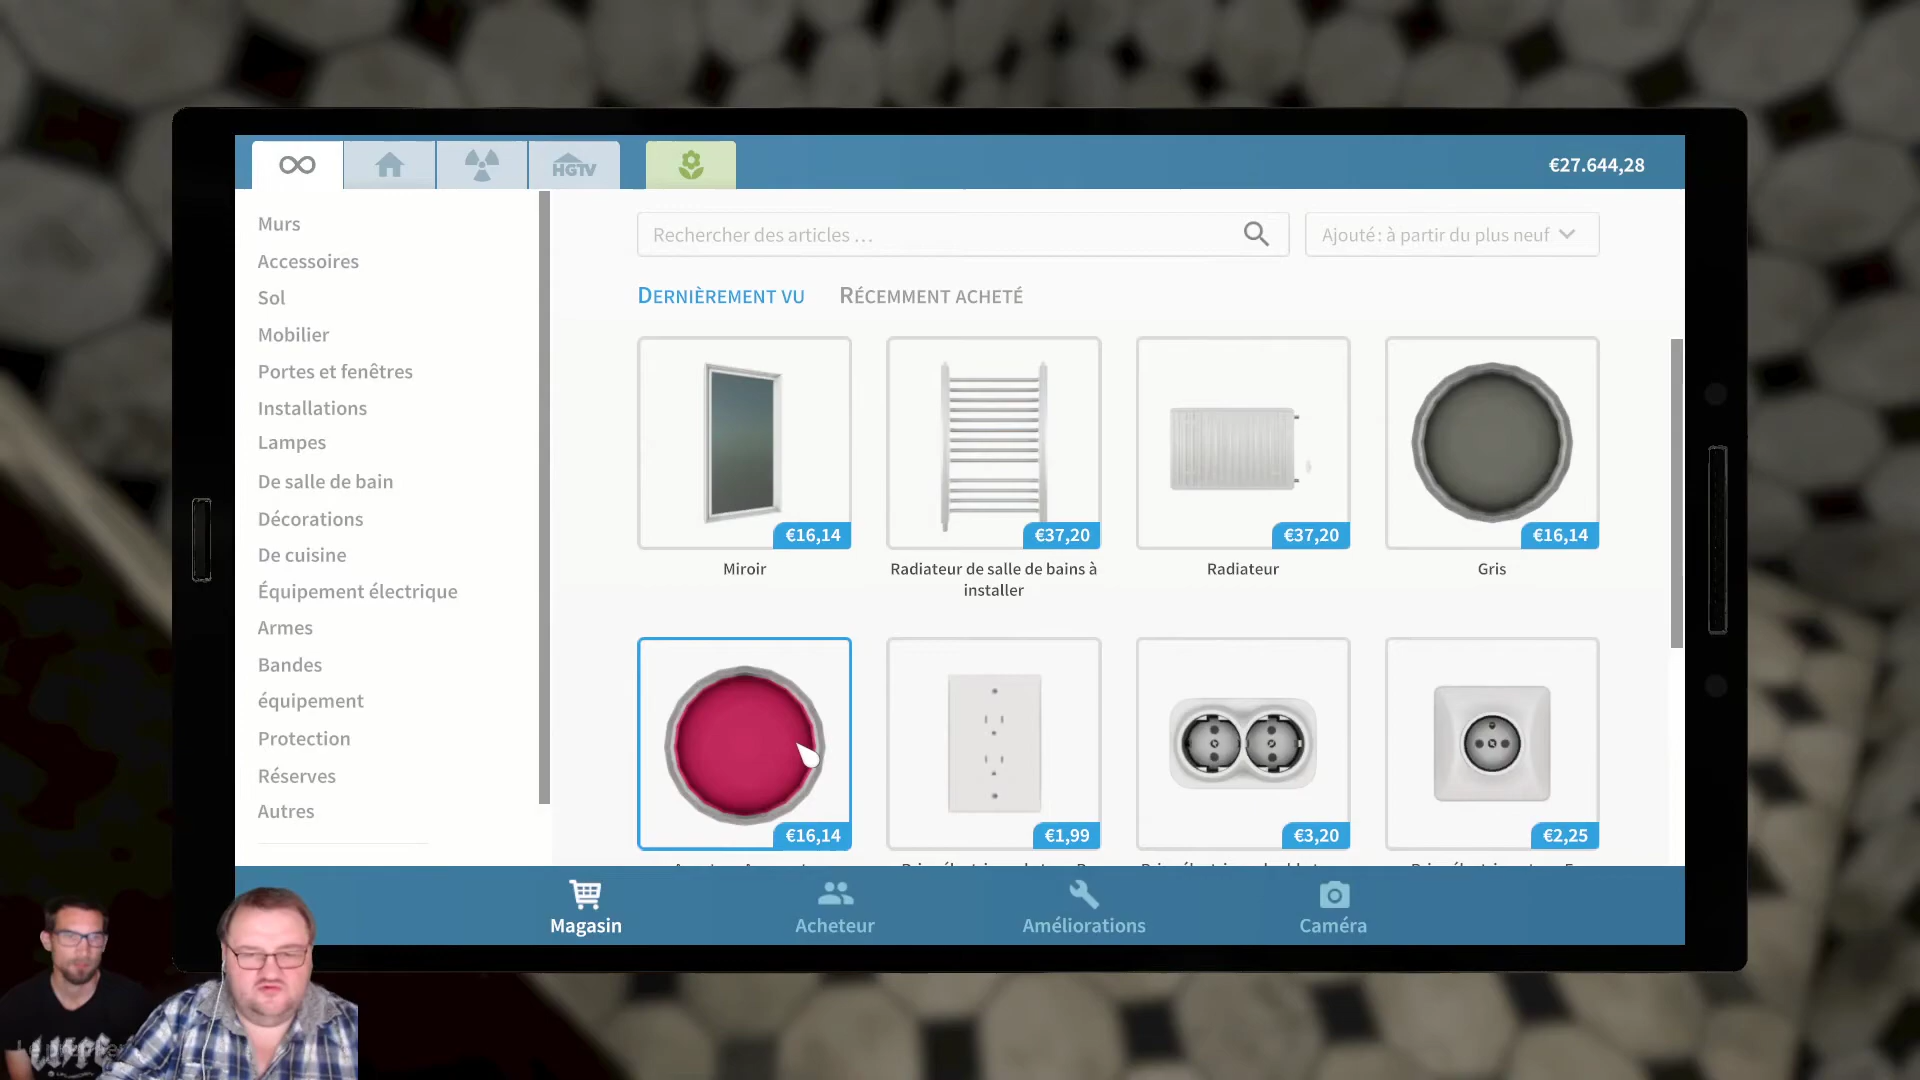 HGTV
€27.644,28
Murs
Accessoires
Sol
Mobilier
Portes et fenêtres
Installations
Lampes
De salle de bain
Décorations
De cuisine
Équipement électrique
Armes
Bandes
équipement
Protection
Réserves
Autres
Rechercher des articles ...
Ajouté : à partir du plus neuf
DERNIÈREMENT VU
RÉCEMMENT ACHETÉ
€16,14
€37,20
€37,20
€16,14
Miroir
Radiateur de salle de bains à
installer
Radiateur
Gris
€16,14
€1,99
€3,20
€2,25
Magasin
Acheteur
Améliorations
Caméra